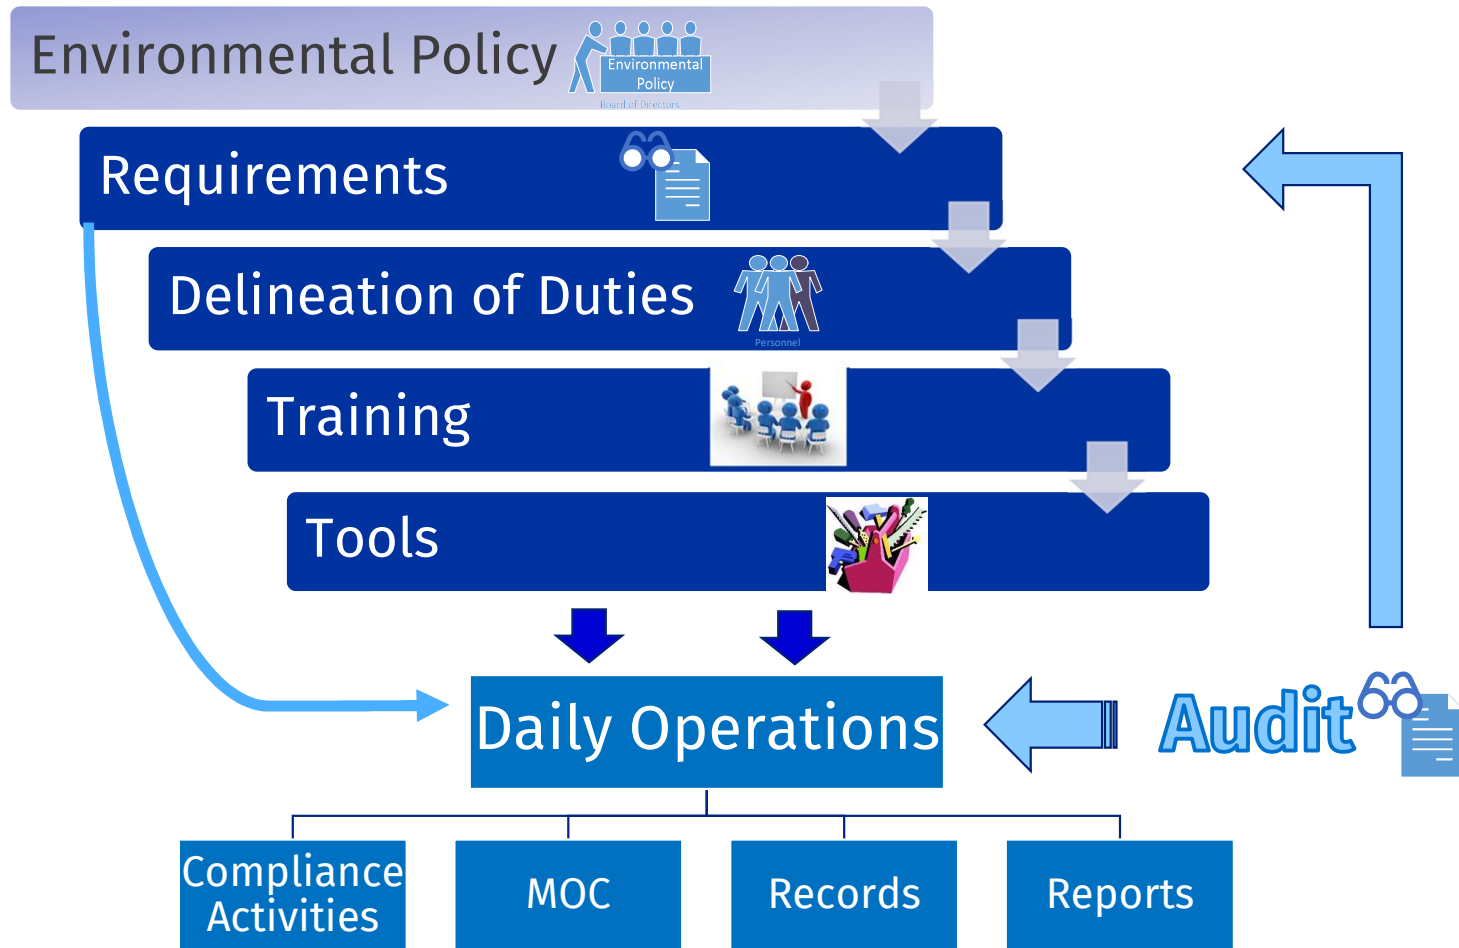 Environmental Policy
Environmental
Policy
Board of Directors
Requirements
Delineation of Duties
Personnel
Training
Tools
Daily Operations
Audit
Compliance
Activities
MOC
Records
Reports